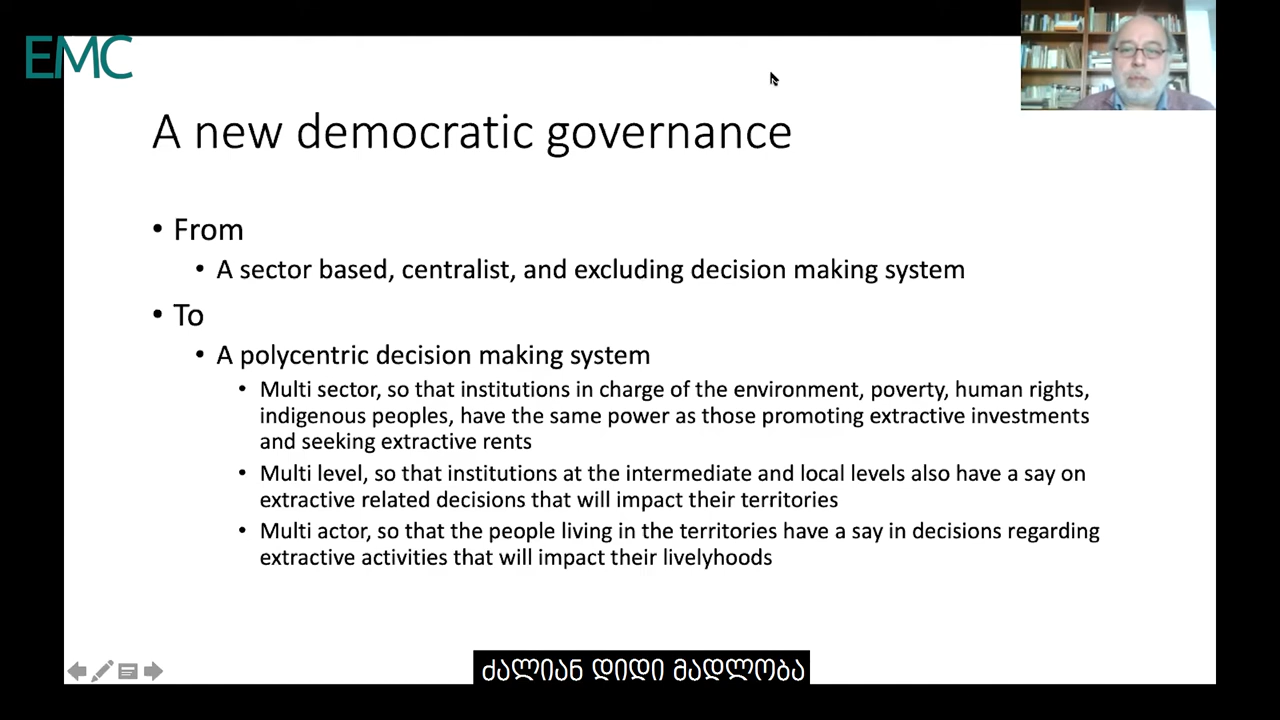 EMC
A new democratic governance
• From
• A sector based, centralist, and excluding decision making system
• To
• A polycentric decision making system
• Multi sector, so that institutions in charge of the environment, poverty, human rights,
indigenous peoples, have the same power as those promoting extractive investments
and seeking extractive rents
• Multi level, so that institutions at the intermediate and local levels also have a say on
extractive related decisions that will impact their territories
• Multi actor, so that the people living in the territories have a say in decisions regarding
extractive activities that will impact their livelyhoods
ძალიან დიდი მადლობა